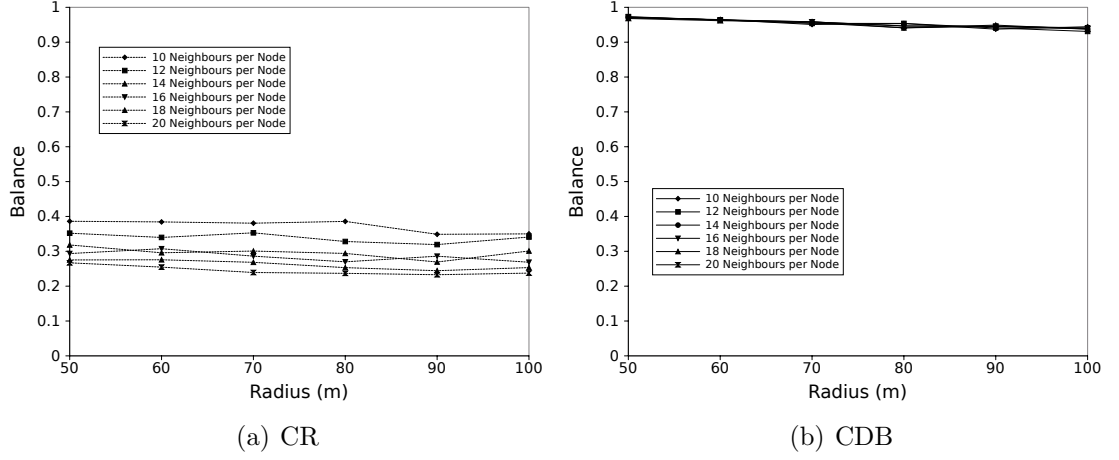 1
0.9
0.8
0.7
0.6
0.5
0.4
0.3
0.2
0.1
0
Balance
10 Neighbours per Node
12 Neighbours per Node
14 Neighbours per Node
16 Neighbours per Node
18 Neighbours per Node
20 Neighbours per Node
50 60 70 80 90 100
Radius (m)
(a) CR
1
0.9
0.8
0.7
0.6
0.5
0.4
0.3
0.2
0.1
0
Balance
10 Neighbours per Node
12 Neighbours per Node
14 Neighbours per Node
16 Neighbours per Node
18 Neighbours per Node
20 Neighbours per Node
50 60 70 80 90 100
Radius (m)
(b) CDB